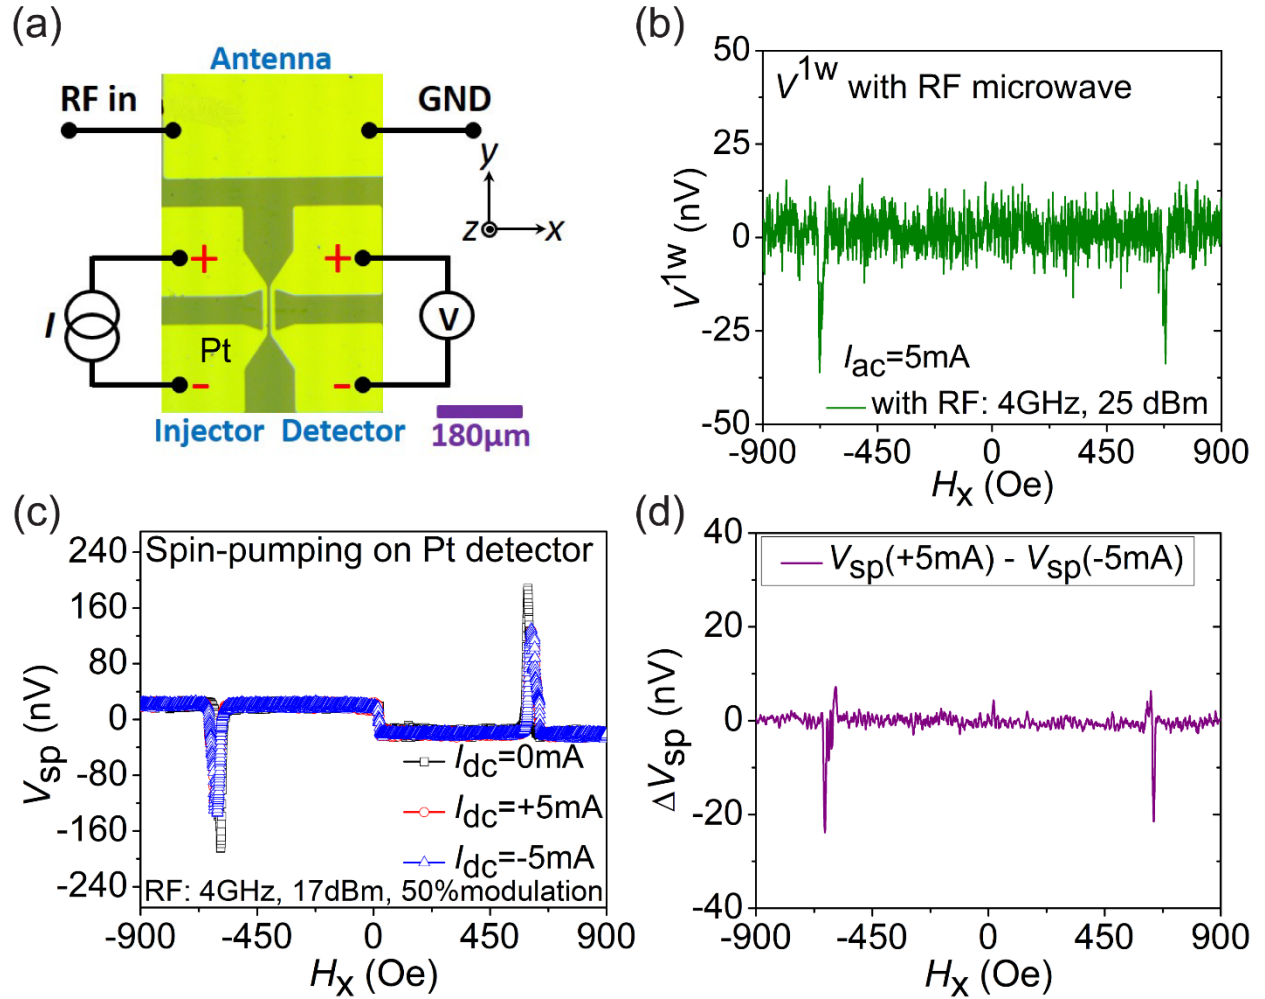 (a)
Antenna
RF in
GND
y
z
x
+
+
I
V
Pt
-
-
Injector Detector
180μm
(b)
V1w with RF microwave
V1w (nV)
50
25
0
-25
-50
Iac=5mA
with RF: 4GHz, 25 dBm
-900 -450 0 450 900
Hx (Oe)
(c)
Spin-pumping on Pt detector
Vsp (nV)
240
160
80
0
-80
-160
-240
Idc=0mA
Idc=+5mA
Idc=-5mA
RF: 4GHz, 17dBm, 50%modulation
-900 -450 0 450 900
Hx (Oe)
(d)
Vsp(+5mA) - Vsp(-5mA)
ΔVsp (nV)
40
20
0
-20
-40
-900 -450 0 450 900
Hx (Oe)